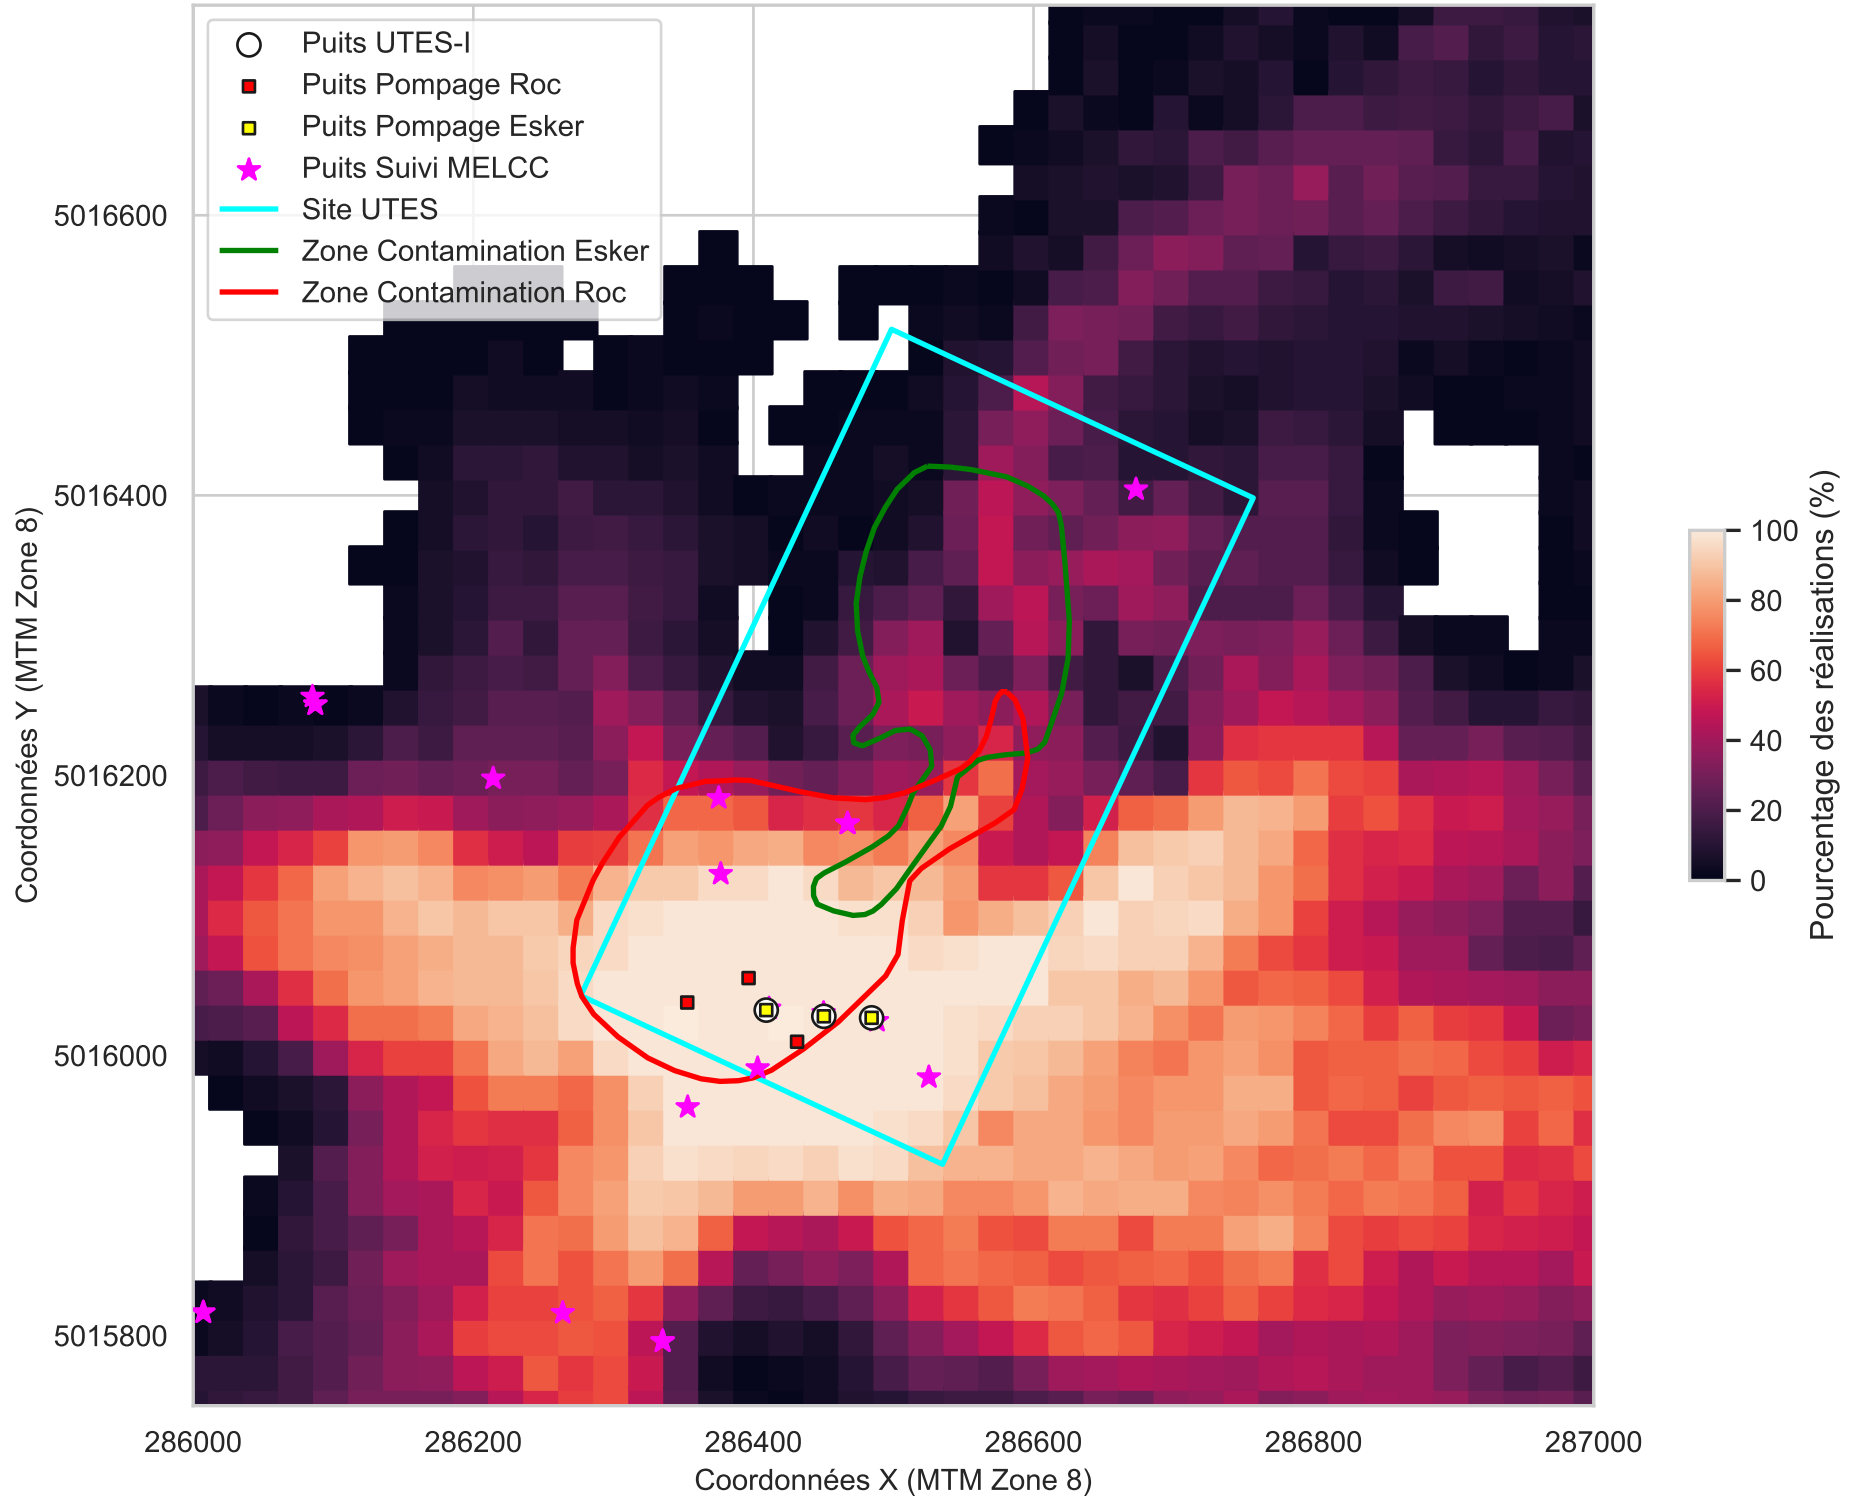 Puits UTES-I
Puits Pompage Roc
Puits Pompage Esker
Puits Suivi MELCC
Site UTES
Zone Contamination Esker
Zone Contamination Roc
5016600
5016400
5016200
5016000
5015800
Coordonnées Y (MTM Zone 8)
286000
286200
286400
286600
286800
287000
Coordonnées X (MTM Zone 8)
100
80
60
40
20
0
Pourcentage des réalisations (%)